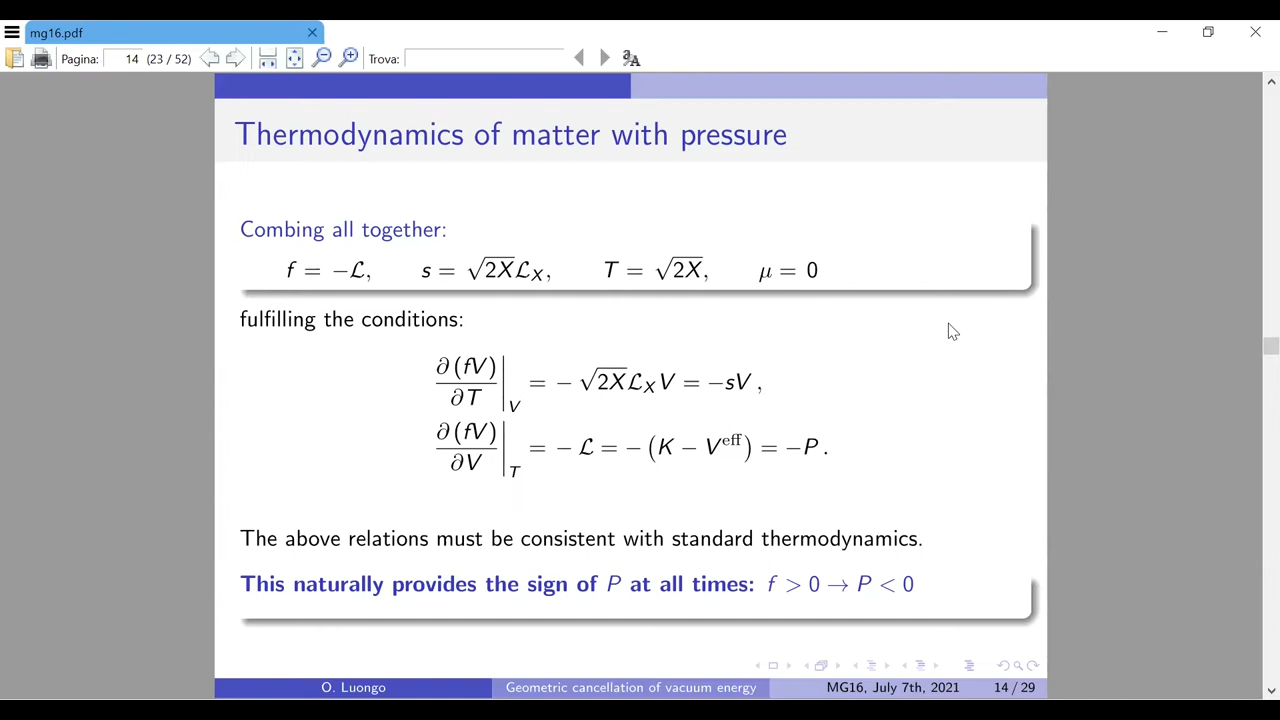 mg16.pdf
Pagina: 14 (23 / 52) Trova:
Thermodynamics of matter with pressure
Combing all together:
f = −ℒ, s = √2X ℒ_X, T = √2X, μ = 0
fulfilling the conditions:
∂(fV)/∂T |_V = − √2X ℒ_X V = −sV ,
∂(fV)/∂V |_T = − ℒ = − (K − V^eff) = −P .
The above relations must be consistent with standard thermodynamics.
This naturally provides the sign of P at all times: f > 0 → P < 0
O. Luongo Geometric cancellation of vacuum energy MG16, July 7th, 2021 14 / 29